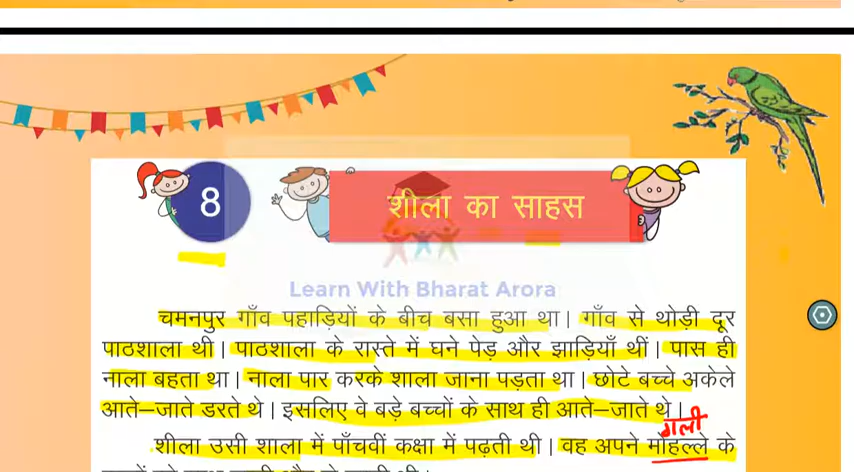 8
शीला का साहस
Learn With Bharat Arora
चमनपुर गाँव पहाड़ियों के बीच बसा हुआ था। गाँव से थोड़ी दूर
पाठशाला थी। पाठशाला के रास्ते में घने पेड़ और झाड़ियाँ थीं। पास ही
नाला बहता था। नाला पार करके शाला जाना पड़ता था। छोटे बच्चे अकेले
आते–जाते डरते थे। इसलिए वे बड़े बच्चों के साथ ही आते–जाते थे।
गली
शीला उसी शाला में पाँचवीं कक्षा में पढ़ती थी। वह अपने मोहल्ले के